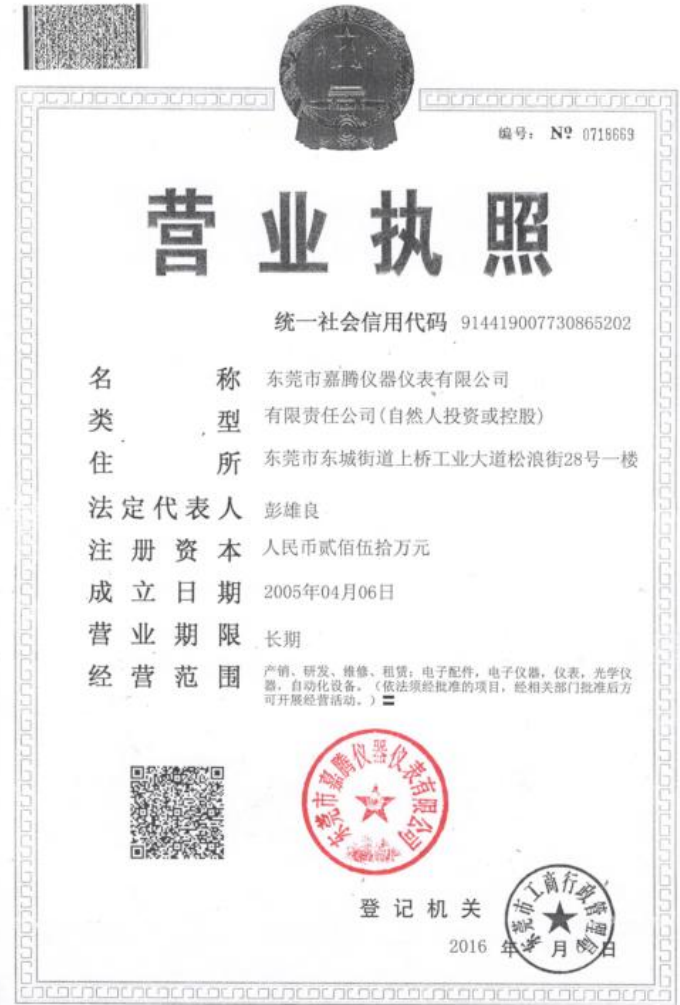 编号: № 0718669
营业执照
统一社会信用代码 914419007730865202
名称 东莞市嘉腾仪器仪表有限公司
类型 有限责任公司(自然人投资或控股)
住所 东莞市东城街道上桥工业大道松浪街28号一楼
法定代表人 彭雄良
注册资本 人民币贰佰伍拾万元
成立日期 2005年04月06日
营业期限 长期
经营范围 产销、研发、维修、租赁：电子配件，电子仪器，仪表，光学仪
器，自动化设备。（依法须经批准的项目，经相关部门批准后方
可开展经营活动。）
东莞市嘉腾仪器仪表有限公司
登记机关
东莞市工商行政管理局
2016 年 月 日